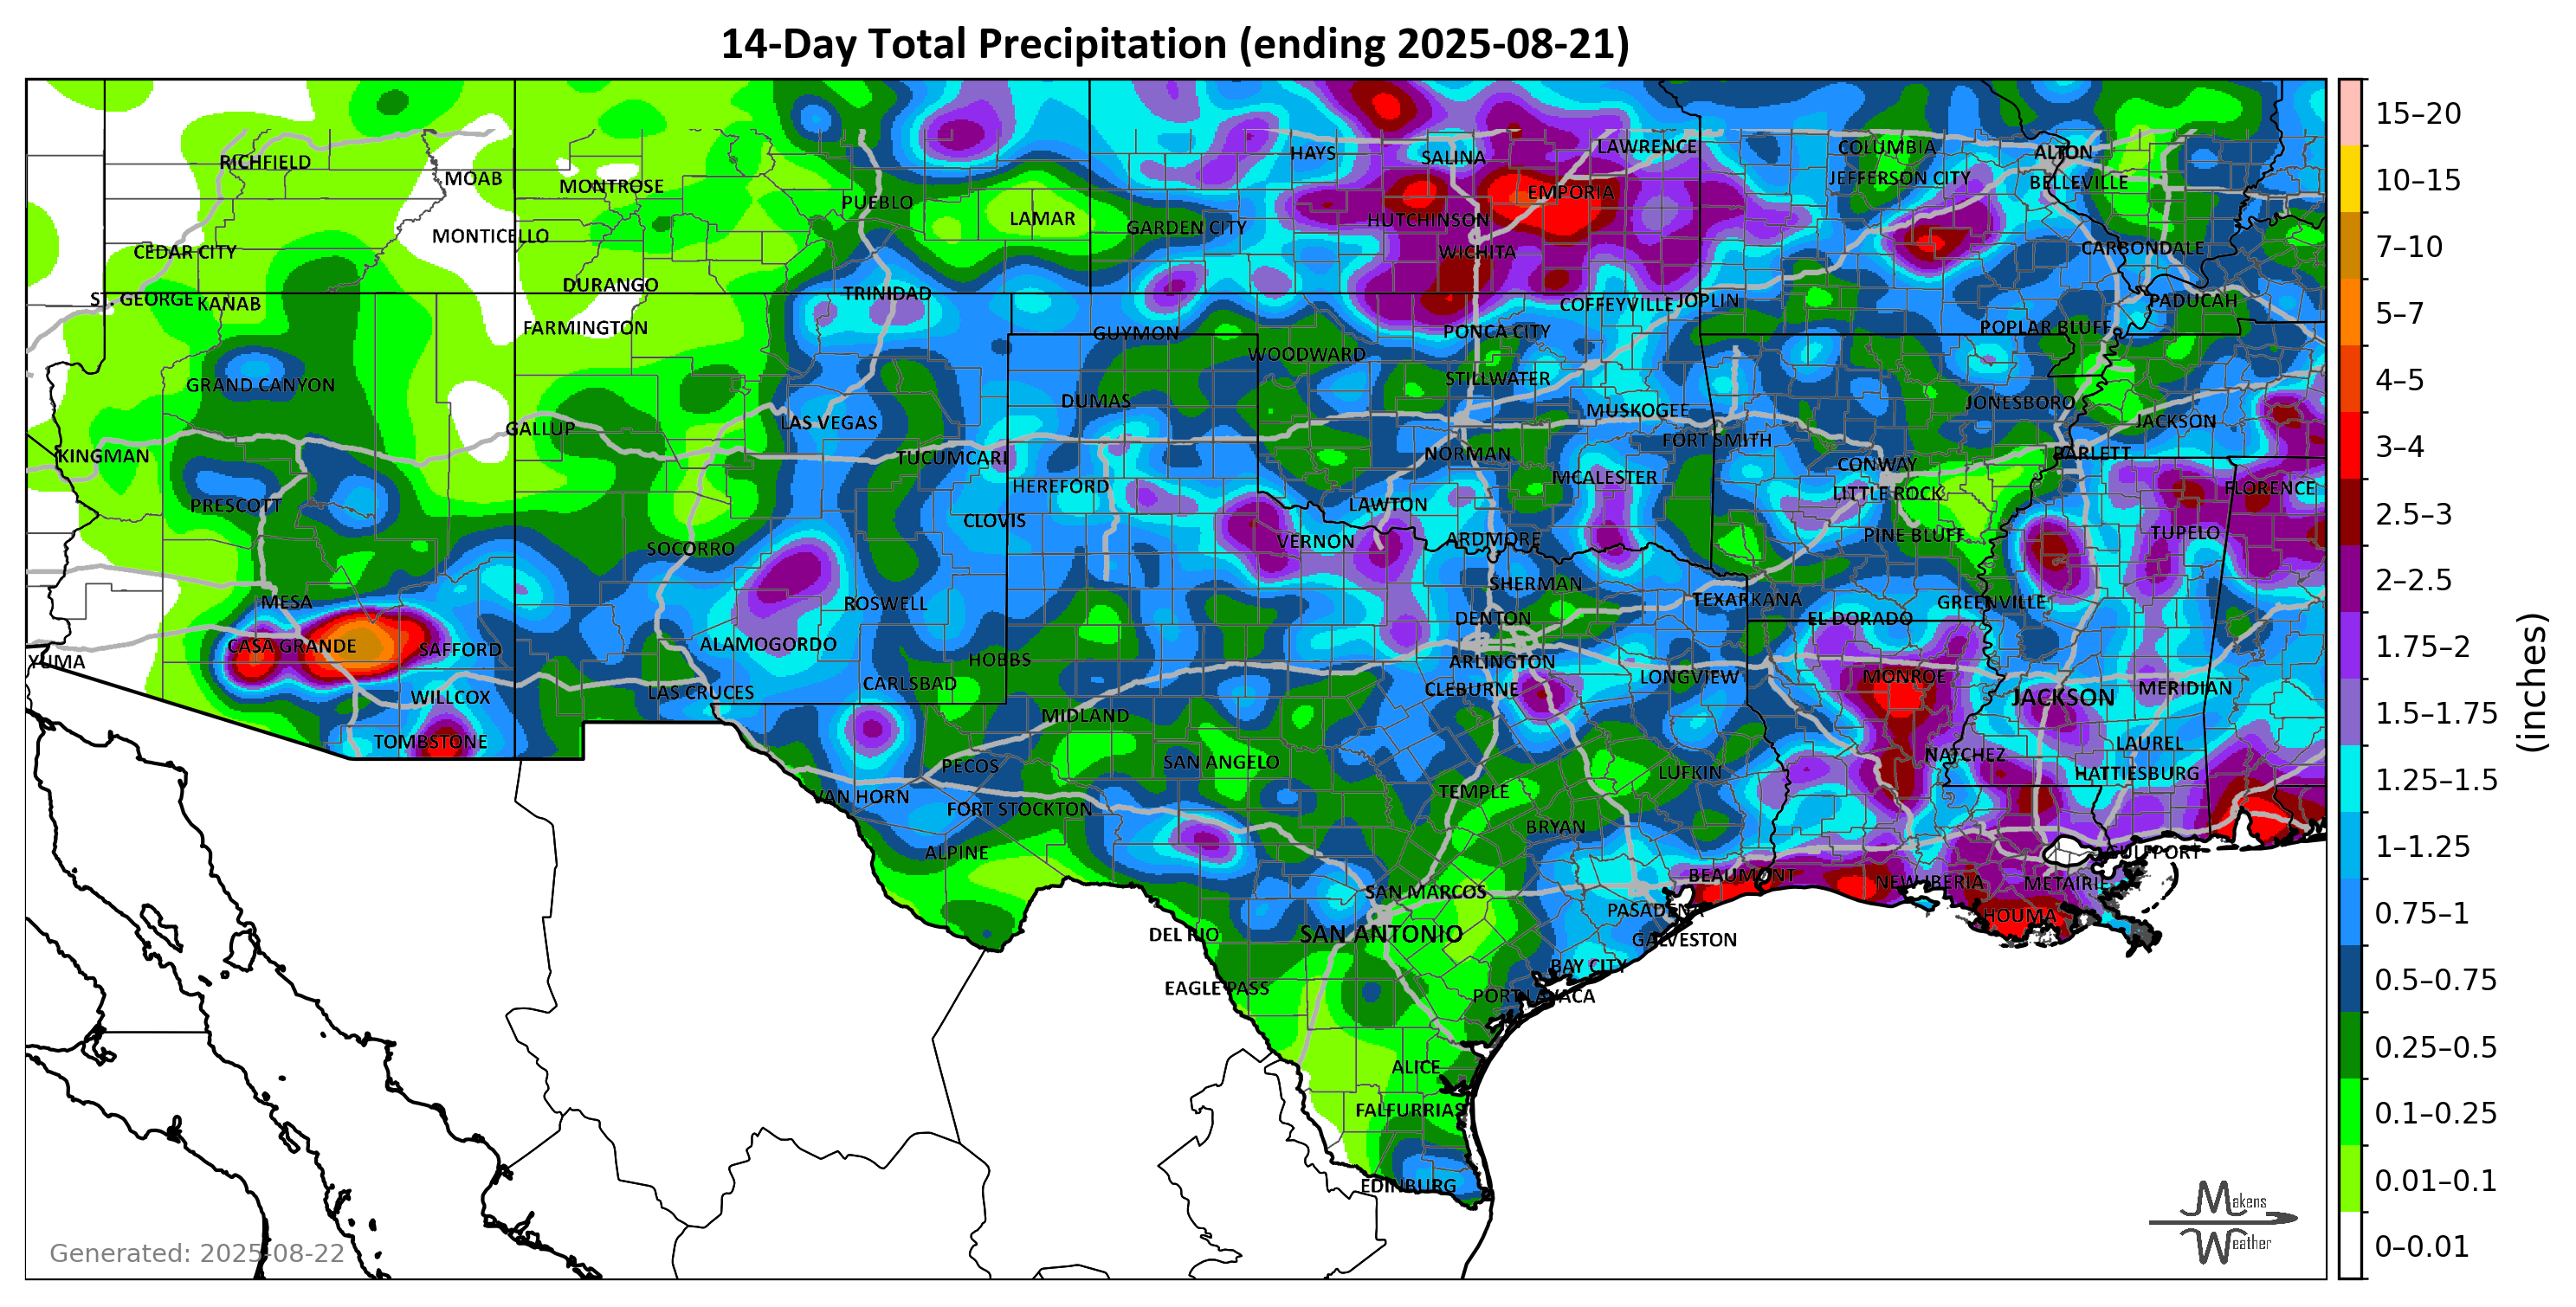 14-Day Total Precipitation (ending 2025-08-21)
HAYS
SALINA
LAWRENCE
COLUMBIA
ALTON
RICHFIELD
MOAB
MONTROSE
JEFFERSON CITY
BELLEVILLE
PUEBLO
EMPORIA
LAMAR
GARDEN CITY
HUTCHINSON
MONTICELLO
CEDAR CITY
WICHITA
CARBONDALE
DURANGO
TRINIDAD
ST. GEORGE
KANAB
COFFEYVILLE
JOPLIN
PADUCAH
FARMINGTON
GUYMON
PONCA CITY
POPLAR BLUFF
WOODWARD
GRAND CANYON
STILLWATER
DUMAS
MUSKOGEE
JONESBORO
LAS VEGAS
JACKSON
GALLUP
FORT SMITH
KINGMAN
TUCUMCARI
NORMAN
BARLETT
CONWAY
HEREFORD
MCALESTER
LITTLE ROCK
FLORENCE
PRESCOTT
LAWTON
CLOVIS
PINE BLUFF
TUPELO
SOCORRO
VERNON
ARDMORE
SHERMAN
MESA
ROSWELL
TEXARKANA
GREENVILLE
DENTON
EL DORADO
CASA GRANDE
SAFFORD
ALAMOGORDO
YUMA
HOBBS
ARLINGTON
LONGVIEW
MONROE
WILLCOX
LAS CRUCES
CARLSBAD
CLEBURNE
JACKSON
MERIDIAN
MIDLAND
TOMBSTONE
LAUREL
PECOS
SAN ANGELO
NATCHEZ
LUFKIN
HATTIESBURG
VAN HORN
FORT STOCKTON
TEMPLE
BRYAN
ALPINE
GULFPORT
BEAUMONT
NEW IBERIA
METAIRIE
SAN MARCOS
PASADENA
HOUMA
DEL RIO
SAN ANTONIO
GALVESTON
BAY CITY
EAGLE PASS
PORT LAVACA
ALICE
FALFURRIAS
EDINBURG
15–20
10–15
7–10
5–7
4–5
3–4
2.5–3
2–2.5
1.75–2
1.5–1.75
1.25–1.5
1–1.25
0.75–1
0.5–0.75
0.25–0.5
0.1–0.25
0.01–0.1
0–0.01
(inches)
Generated: 2025-08-22
Makens
Weather